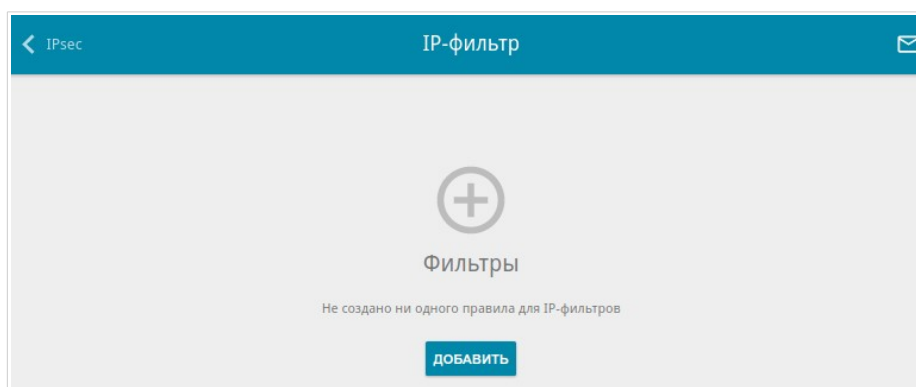 IPsec
IP-фильтр
Фильтры
Не создано ни одного правила для IP-фильтров
ДОБАВИТЬ